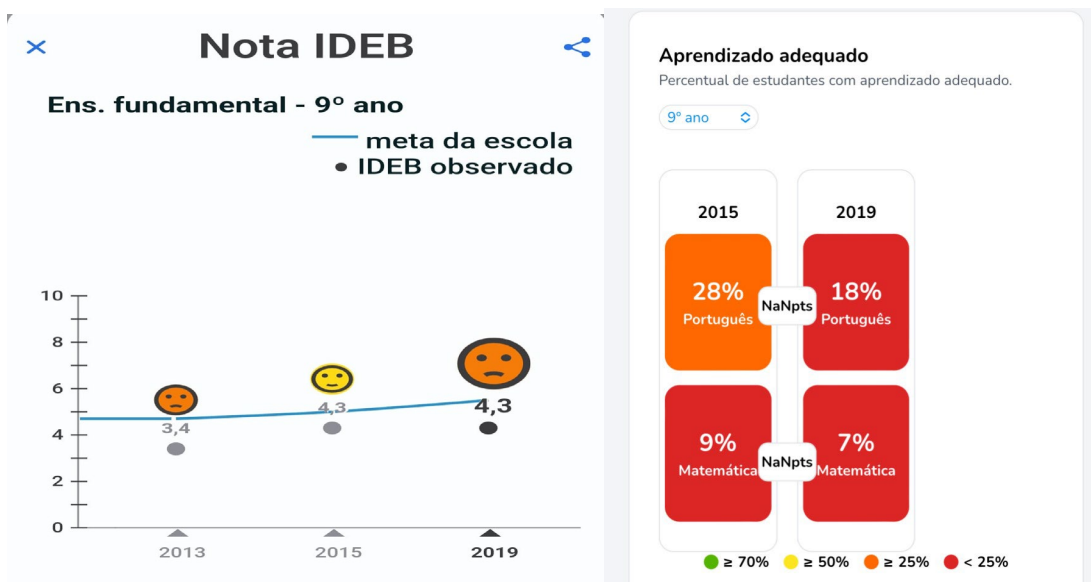 Nota IDEB
Ens. fundamental - 9º ano
meta da escola
IDEB observado
10
8
6
4
2
0
3,4
4,3
4,3
2013
2015
2019
Aprendizado adequado
Percentual de estudantes com aprendizado adequado.
9º ano
2015
2019
28%
Português
NaNpts
18%
Português
9%
Matemática
NaNpts
7%
Matemática
≥ 70%
≥ 50%
≥ 25%
< 25%